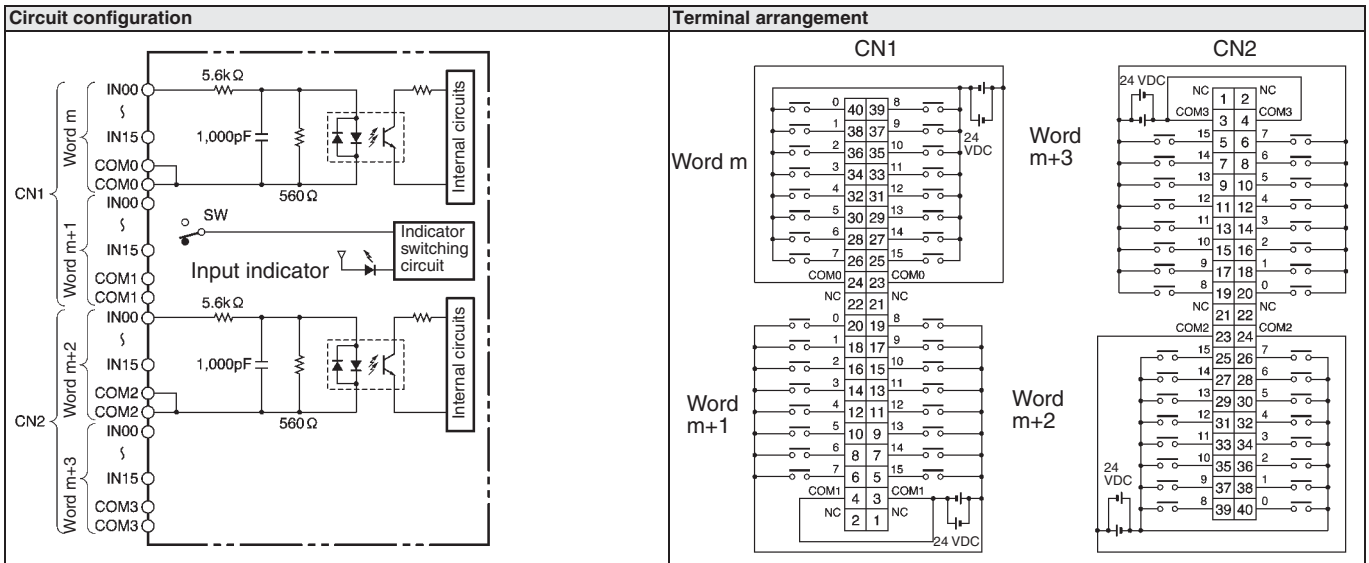 Circuit configuration
Terminal arrangement
CN1
Word m
IN00
IN15
COM0
COM0
Word m+1
IN00
IN15
COM1
COM1
CN2
Word m+2
IN00
IN15
COM2
COM2
Word m+3
IN00
IN15
COM3
COM3
5.6kΩ
1,000pF
560Ω
Internal circuits
SW
Input indicator
Indicator
switching
circuit
5.6kΩ
1,000pF
560Ω
Internal circuits
CN1
Word m
24
VDC
0 40 39 8
1 38 37 9
2 36 35 10
3 34 33 11
4 32 31 12
5 30 29 13
6 28 27 14
7 26 25 15
COM0 24 23 COM0
NC 22 21 NC
Word
m+1
0 20 19 8
1 18 17 9
2 16 15 10
3 14 13 11
4 12 11 12
5 10 9 13
6 8 7 14
7 6 5 15
COM1 4 3 COM1
NC 2 1 NC
24 VDC
CN2
24 VDC
Word
m+3
NC 1 2 NC
COM3 3 4 COM3
15 5 6 7
14 7 8 6
13 9 10 5
12 11 12 4
11 13 14 3
10 15 16 2
9 17 18 1
8 19 20 0
NC 21 22 NC
COM2 23 24 COM2
Word
m+2
15 25 26 7
14 27 28 6
13 29 30 5
12 31 32 4
11 33 34 3
10 35 36 2
9 37 38 1
8 39 40 0
24
VDC